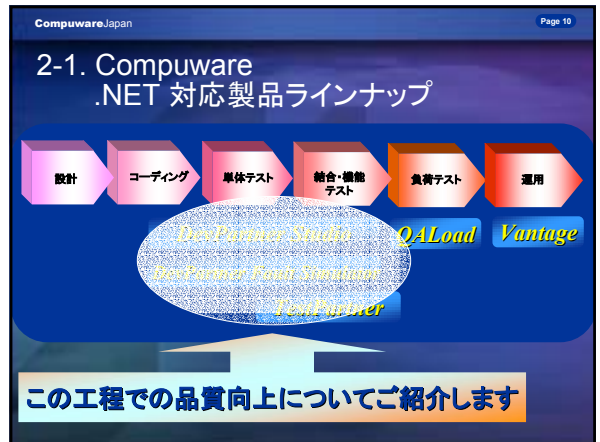 CompuwareJapan
Page 10
2-1. Compuware
.NET 対応製品ラインナップ
設計
コーディング
単体テスト
結合・機能
テスト
負荷テスト
運用
DevPartner Studio
QALoad
Vantage
DevPartner Fault Simulator
TestPartner
この工程での品質向上についてご紹介します